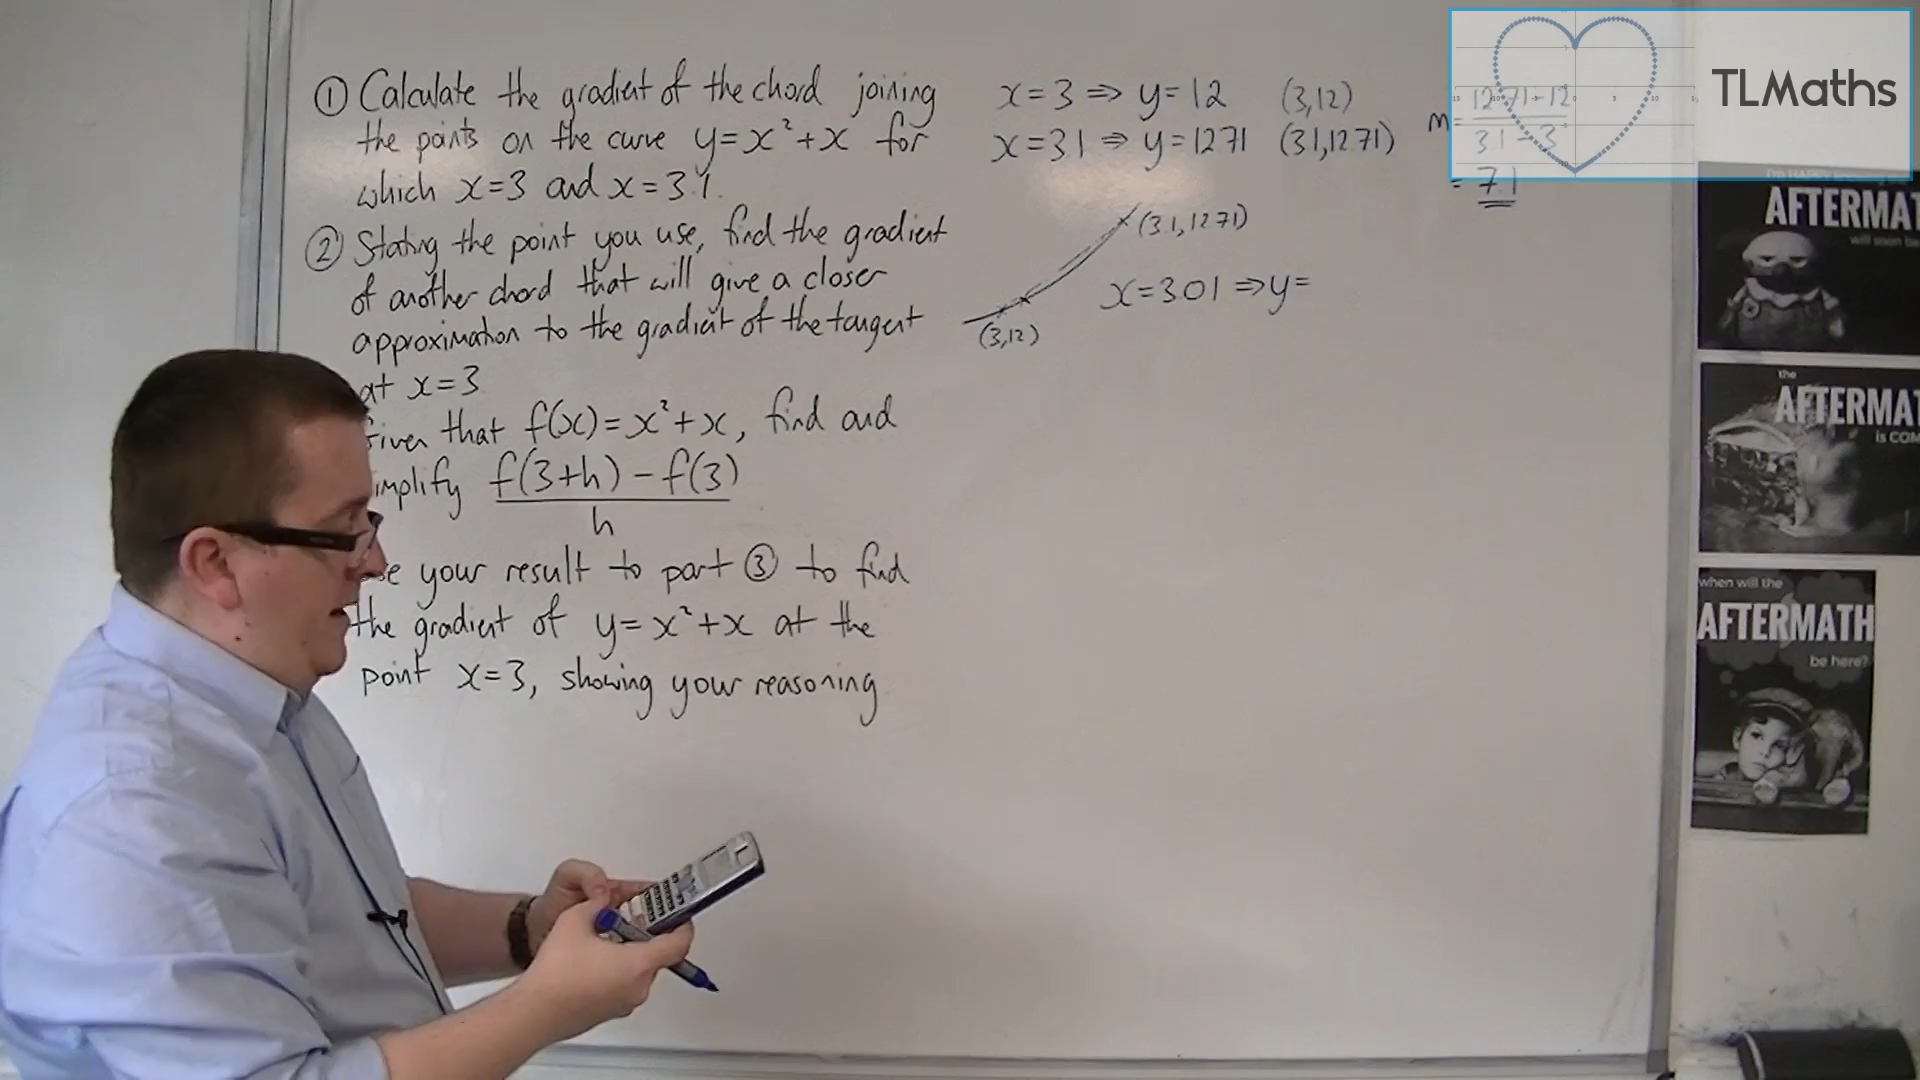 ① Calculate the gradient of the chord joining
the points on the curve y=x²+x for
which x=3 and x=3.1.
② Stating the point you use, find the gradient
of another chord that will give a closer
approximation to the gradient of the tangent
at x=3
given that f(x)=x²+x, find and
implify f(3+h)-f(3)
h
your result to part ③ to find
the gradient of y=x²+x at the
point x=3, showing your reasoning
x=3 ⇒ y=12 (3,12)
x=3.1 ⇒ y=12.71 (3.1,12.71)
m= 12.71-12
3.1-3
= 7.1
(3.1,12.71)
(3,12)
x=3.01 ⇒ y=
TLMaths
AFTERMAT
will soon be
the
AFTERMAT
is COM
when will the
AFTERMATH
be here?